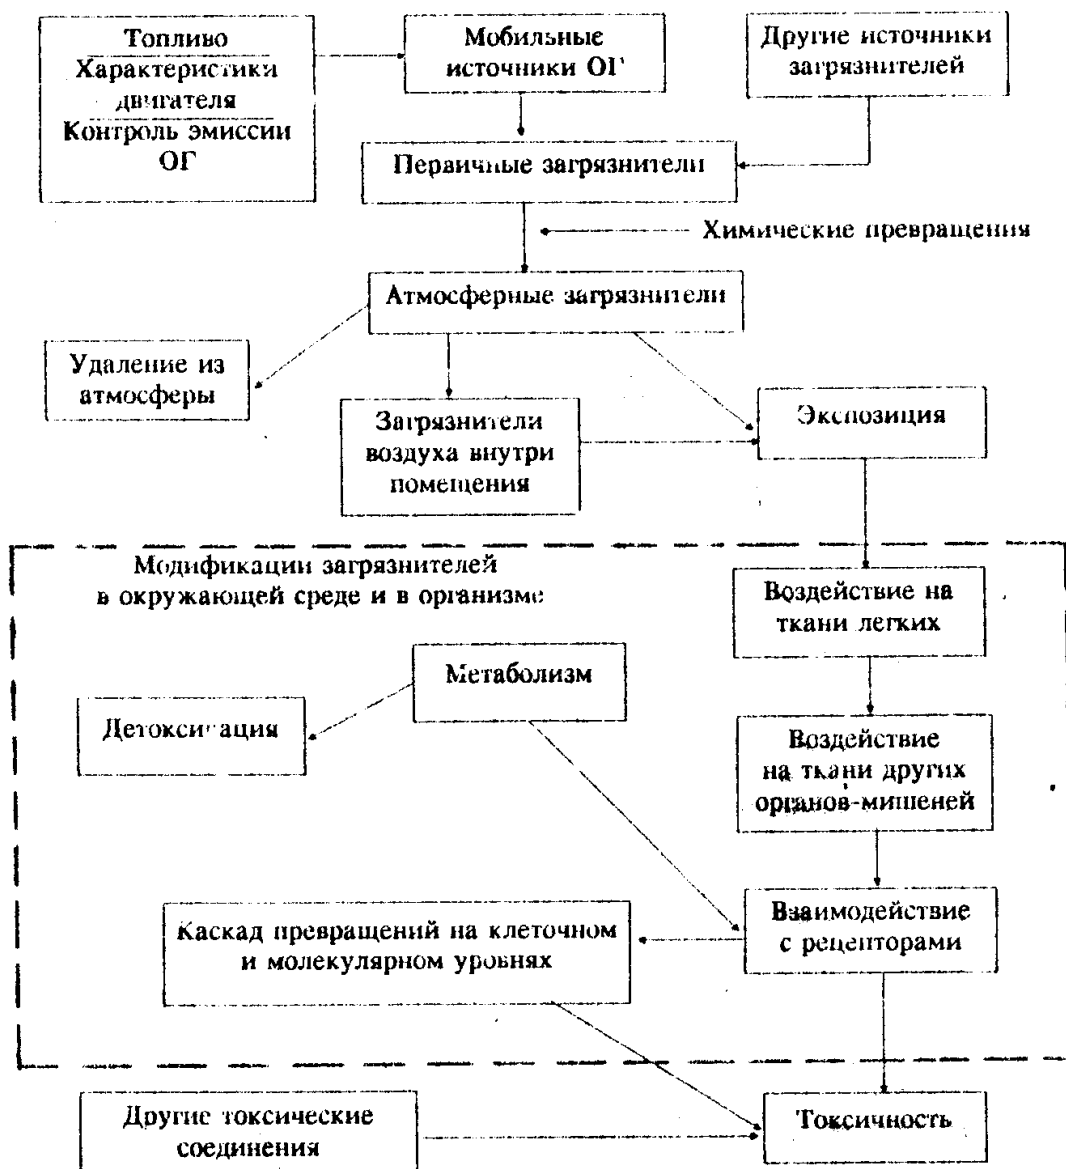 Топливо
Характеристики
двигателя
Контроль эмиссии
ОГ
Мобильные
источники ОГ
Другие источники
загрязнителей
Первичные загрязнители
Химические превращения
Атмосферные загрязнители
Удаление из
атмосферы
Загрязнители
воздуха внутри
помещения
Экспозиция
Модификации загрязнителей
в окружающей среде и в организме
Воздействие на
ткани легких
Метаболизм
Детоксикация
Воздействие
на ткани других
органов-мишеней
Каскад превращений на клеточном
и молекулярном уровнях
Взаимодействие
с рецепторами
Другие токсические
соединения
Токсичность